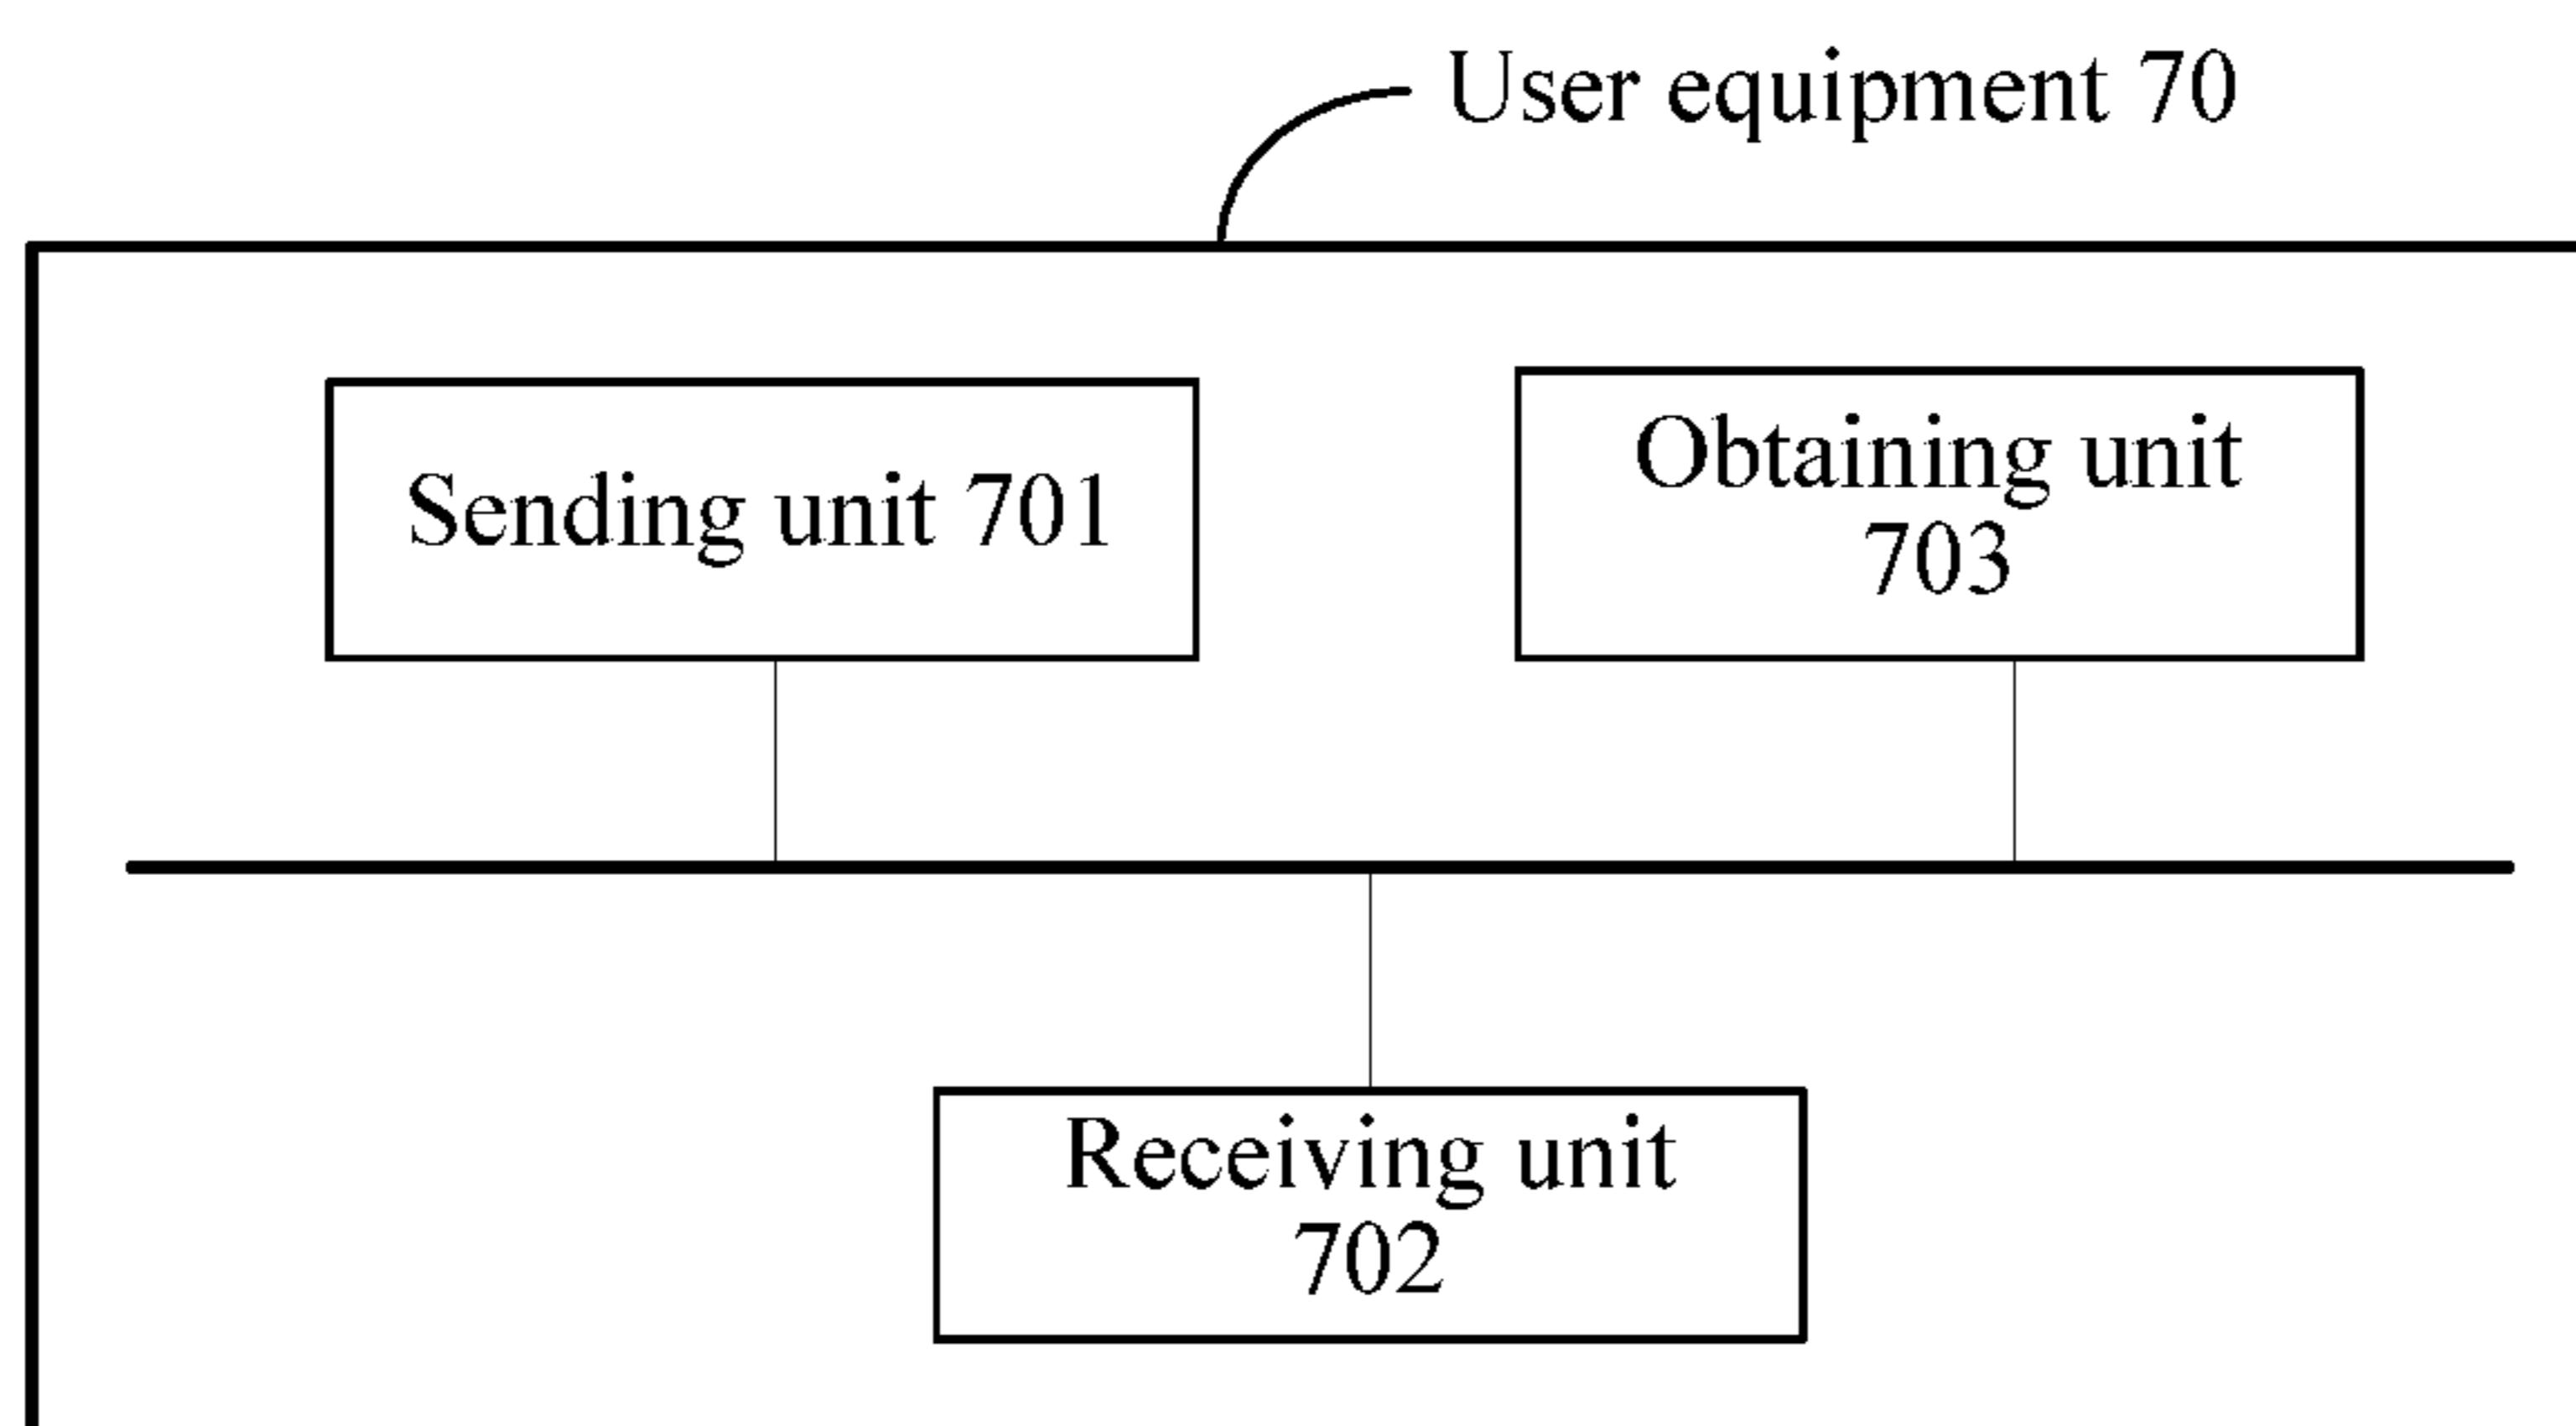 User equipment 70
Sending unit 701
Obtaining unit
703
Receiving unit
702